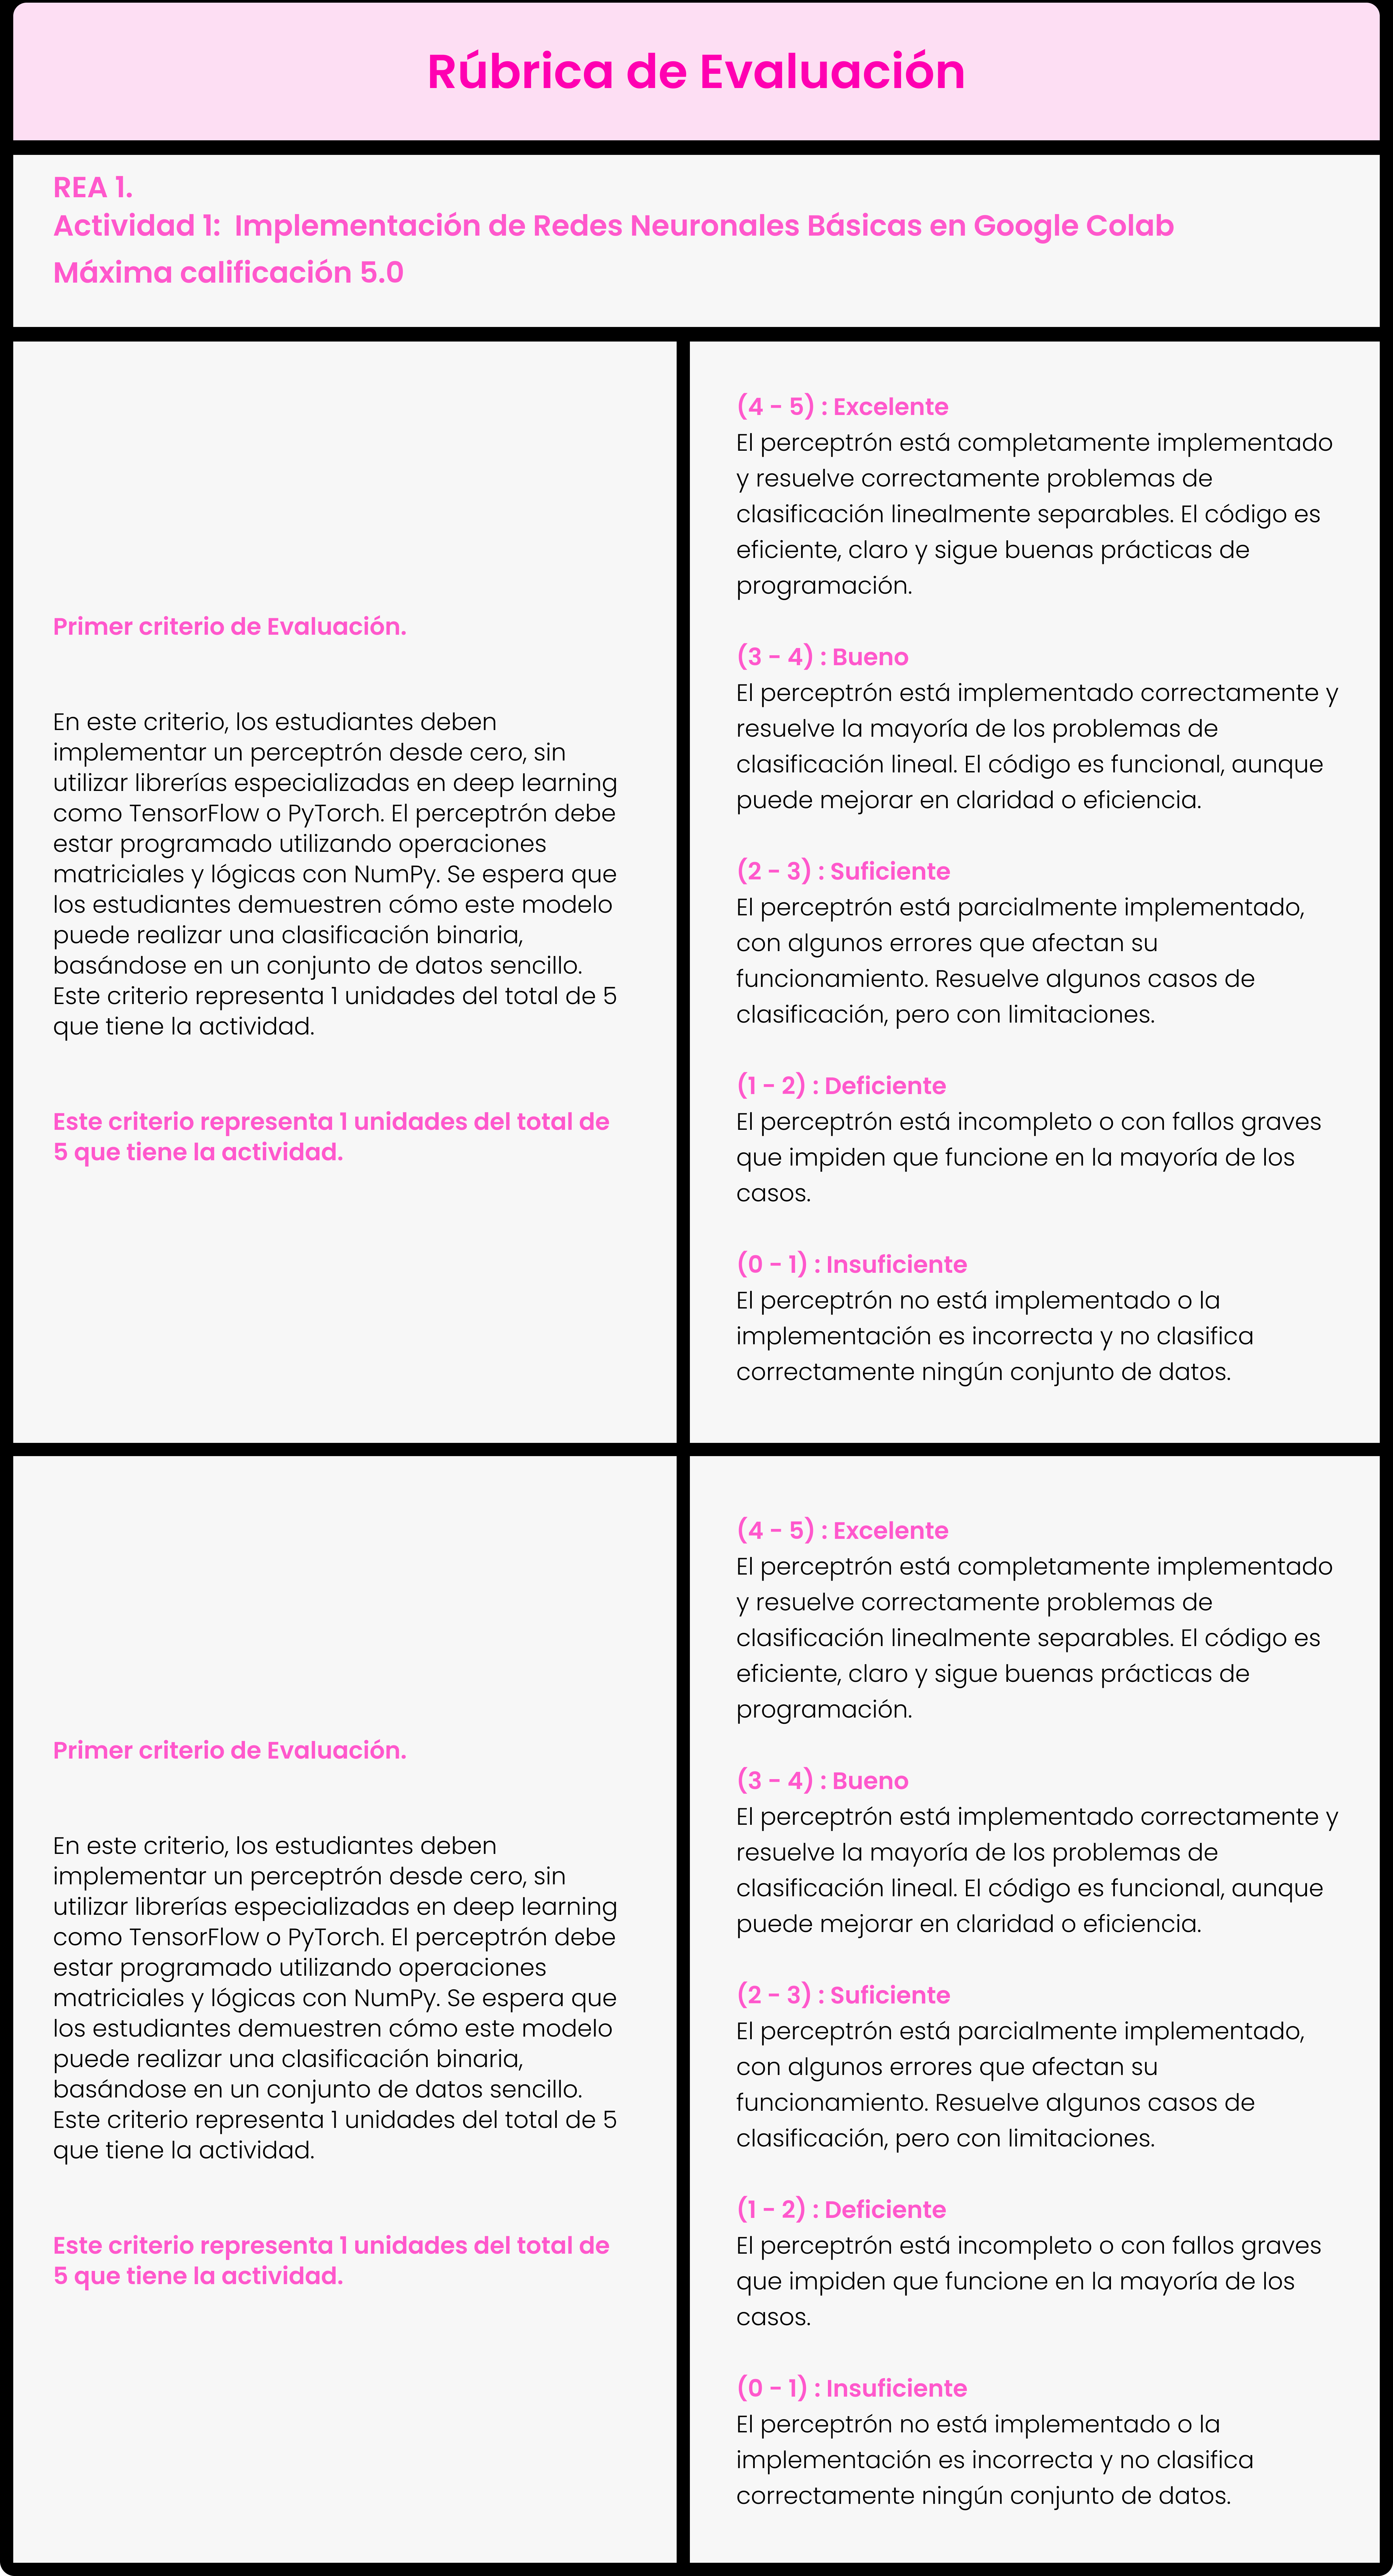 Rúbrica de Evaluación
REA 1.
Actividad 1:  Implementación de Redes Neuronales Básicas en Google Colab
Máxima calificación 5.0
Primer criterio de Evaluación.
En este criterio, los estudiantes deben
implementar un perceptrón desde cero, sin
utilizar librerías especializadas en deep learning
como TensorFlow o PyTorch. El perceptrón debe
estar programado utilizando operaciones
matriciales y lógicas con NumPy. Se espera que
los estudiantes demuestren cómo este modelo
puede realizar una clasificación binaria,
basándose en un conjunto de datos sencillo.
Este criterio representa 1 unidades del total de 5
que tiene la actividad.
Este criterio representa 1 unidades del total de
5 que tiene la actividad.
(4 - 5) : Excelente
El perceptrón está completamente implementado
y resuelve correctamente problemas de
clasificación linealmente separables. El código es
eficiente, claro y sigue buenas prácticas de
programación.
(3 - 4) : Bueno
El perceptrón está implementado correctamente y
resuelve la mayoría de los problemas de
clasificación lineal. El código es funcional, aunque
puede mejorar en claridad o eficiencia.
(2 - 3) : Suficiente
El perceptrón está parcialmente implementado,
con algunos errores que afectan su
funcionamiento. Resuelve algunos casos de
clasificación, pero con limitaciones.
(1 - 2) : Deficiente
El perceptrón está incompleto o con fallos graves
que impiden que funcione en la mayoría de los
casos.
(0 - 1) : Insuficiente
El perceptrón no está implementado o la
implementación es incorrecta y no clasifica
correctamente ningún conjunto de datos.
Primer criterio de Evaluación.
En este criterio, los estudiantes deben
implementar un perceptrón desde cero, sin
utilizar librerías especializadas en deep learning
como TensorFlow o PyTorch. El perceptrón debe
estar programado utilizando operaciones
matriciales y lógicas con NumPy. Se espera que
los estudiantes demuestren cómo este modelo
puede realizar una clasificación binaria,
basándose en un conjunto de datos sencillo.
Este criterio representa 1 unidades del total de 5
que tiene la actividad.
Este criterio representa 1 unidades del total de
5 que tiene la actividad.
(4 - 5) : Excelente
El perceptrón está completamente implementado
y resuelve correctamente problemas de
clasificación linealmente separables. El código es
eficiente, claro y sigue buenas prácticas de
programación.
(3 - 4) : Bueno
El perceptrón está implementado correctamente y
resuelve la mayoría de los problemas de
clasificación lineal. El código es funcional, aunque
puede mejorar en claridad o eficiencia.
(2 - 3) : Suficiente
El perceptrón está parcialmente implementado,
con algunos errores que afectan su
funcionamiento. Resuelve algunos casos de
clasificación, pero con limitaciones.
(1 - 2) : Deficiente
El perceptrón está incompleto o con fallos graves
que impiden que funcione en la mayoría de los
casos.
(0 - 1) : Insuficiente
El perceptrón no está implementado o la
implementación es incorrecta y no clasifica
correctamente ningún conjunto de datos.